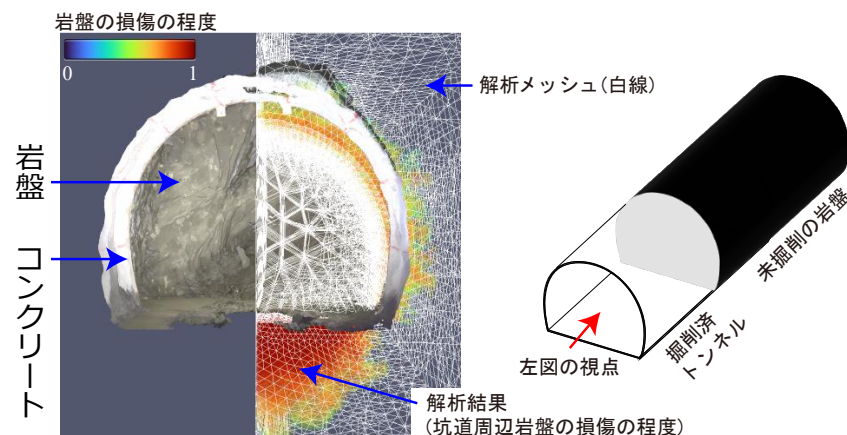 岩盤の損傷の程度
0 1
解析メッシュ(白線)
岩盤
コンクリート
未掘削の岩盤
掘削済
トンネル
左図の視点
解析結果
(坑道周辺岩盤の損傷の程度)